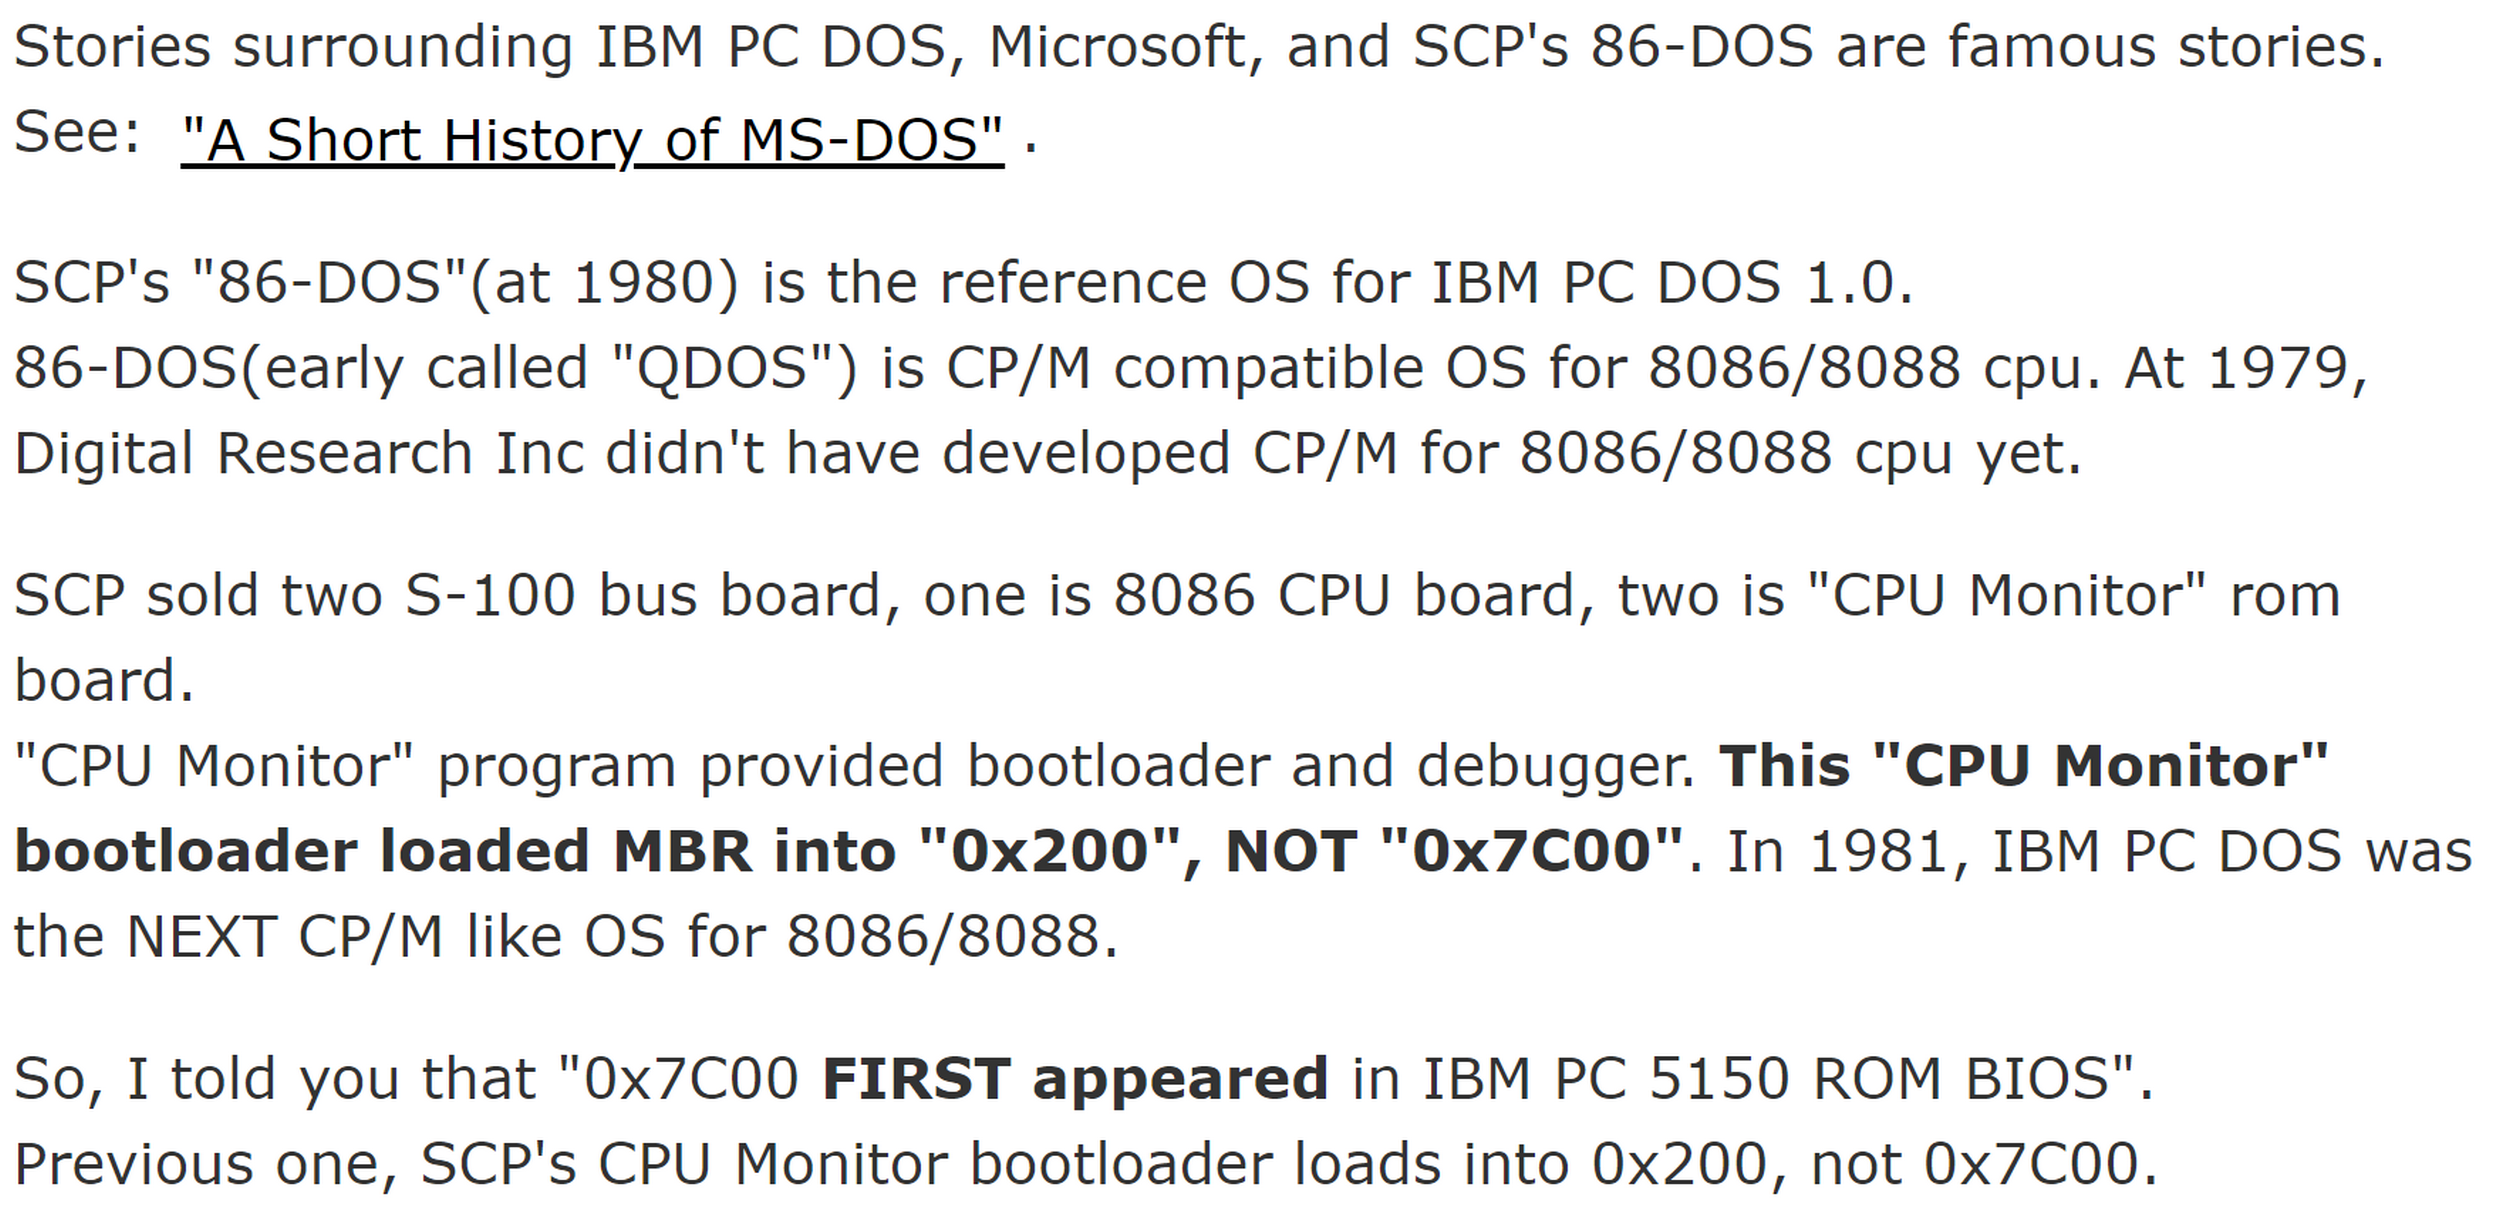 Stories surrounding IBM PC DOS, Microsoft, and SCP's 86-DOS are famous stories.
See: "A Short History of MS-DOS" .
SCP's "86-DOS"(at 1980) is the reference OS for IBM PC DOS 1.0.
86-DOS(early called "QDOS") is CP/M compatible OS for 8086/8088 cpu. At 1979,
Digital Research Inc didn't have developed CP/M for 8086/8088 cpu yet.
SCP sold two S-100 bus board, one is 8086 CPU board, two is "CPU Monitor" rom
board.
"CPU Monitor" program provided bootloader and debugger. This "CPU Monitor"
bootloader loaded MBR into "0x200", NOT "0x7C00". In 1981, IBM PC DOS was
the NEXT CP/M like OS for 8086/8088.
So, I told you that "0x7C00 FIRST appeared in IBM PC 5150 ROM BIOS".
Previous one, SCP's CPU Monitor bootloader loads into 0x200, not 0x7C00.